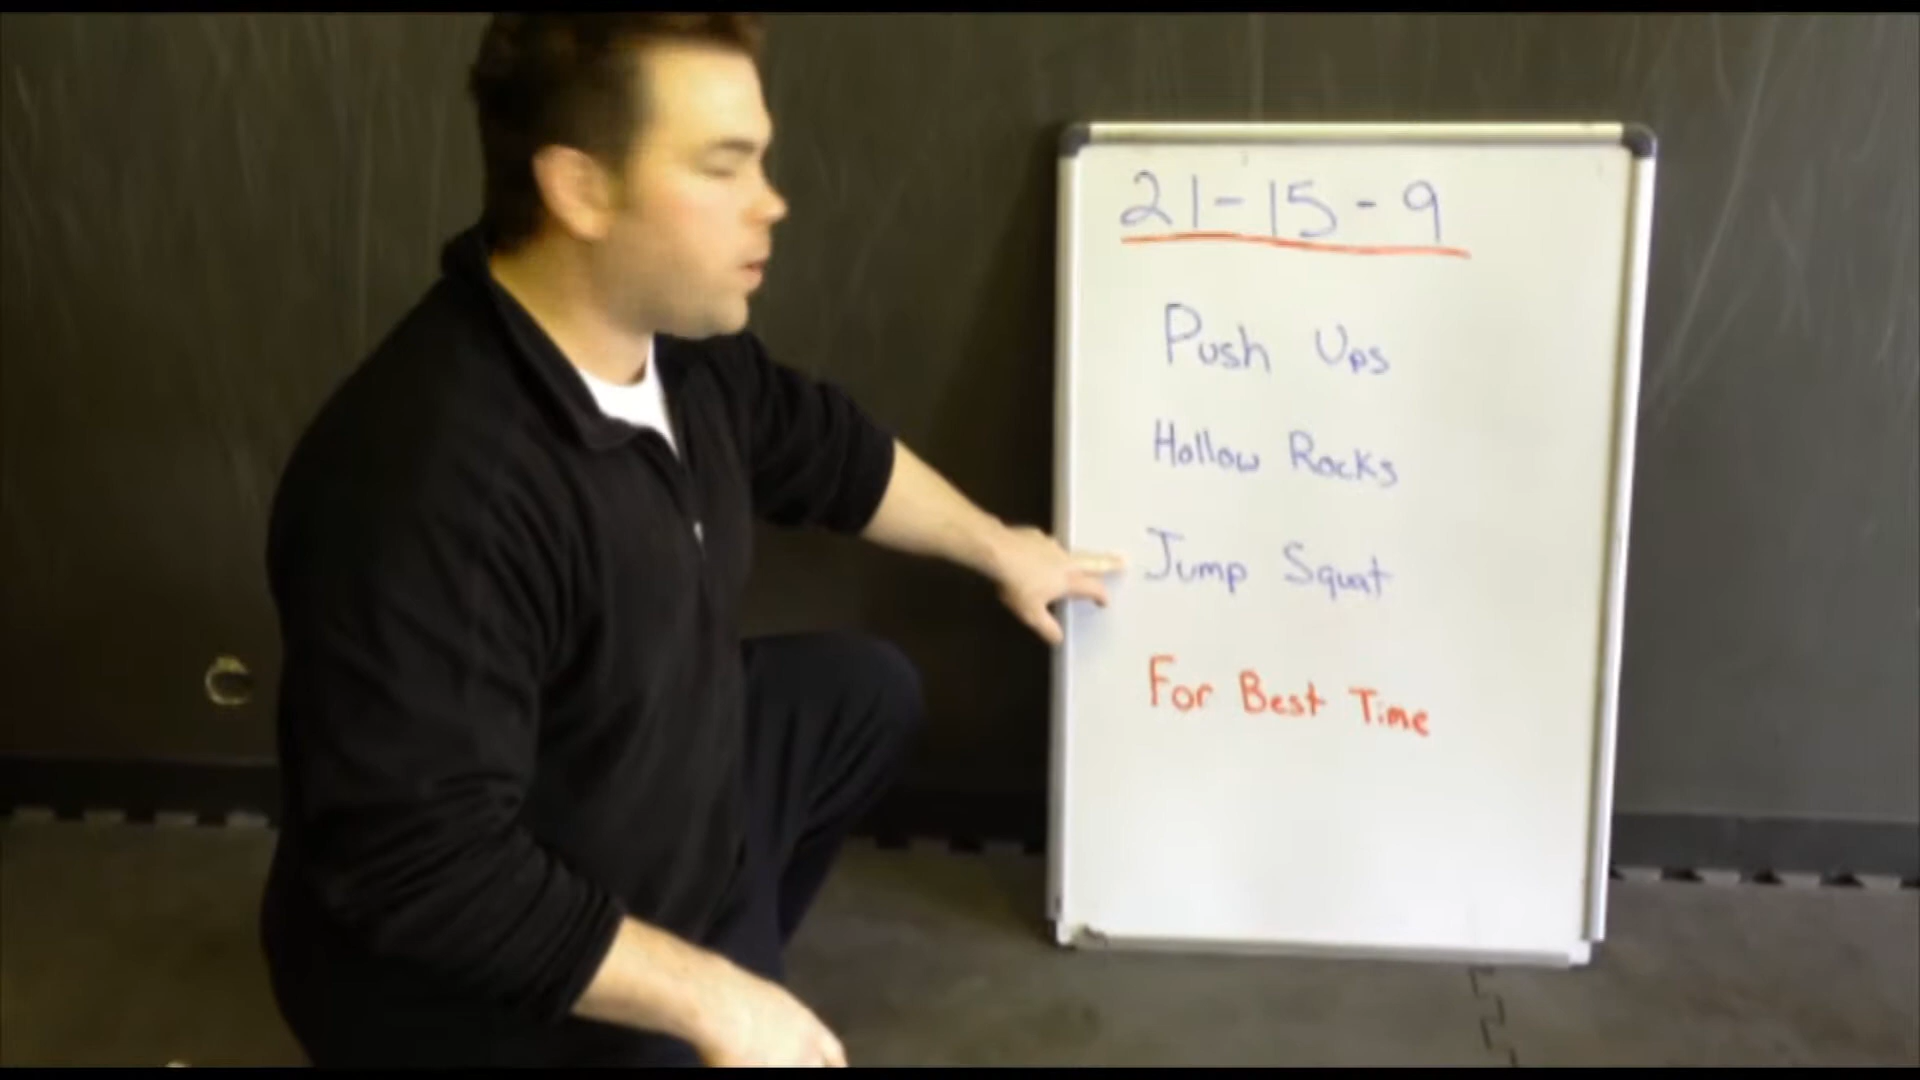 21-15-9
Push Ups
Hollow Rocks
Jump Squat
For Best Time